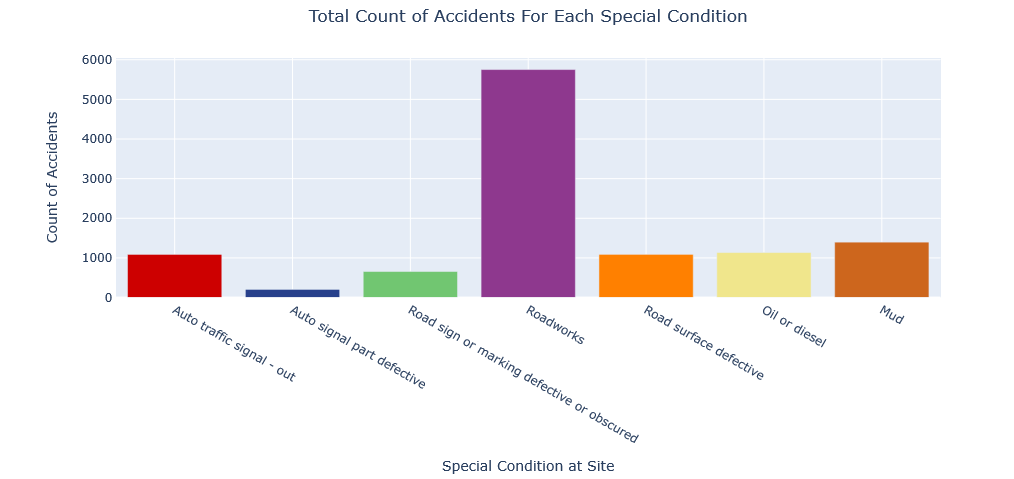 Total Count of Accidents For Each Special Condition
Count of Accidents
6000
5000
4000
3000
2000
1000
0
Auto traffic signal - out
Auto signal part defective
Road sign or marking defective or obscured
Roadworks
Road surface defective
Oil or diesel
Mud
Special Condition at Site